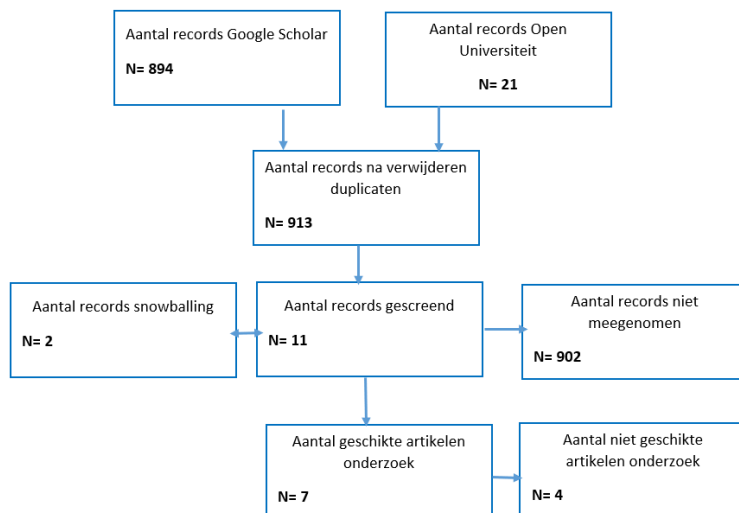 Aantal records Google Scholar
N= 894
Aantal records Open
Universiteit
N= 21
Aantal records na verwijderen
duplicaten
N= 913
Aantal records snowballing
N= 2
Aantal records gescreend
N= 11
Aantal records niet
meegenomen
N= 902
Aantal geschikte artikelen
onderzoek
N= 7
Aantal niet geschikte
artikelen onderzoek
N= 4